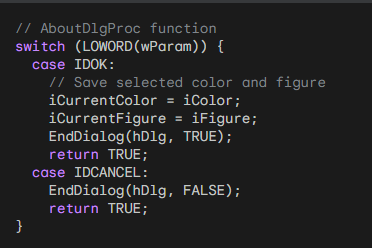 // AboutDlgProc function
switch (LOWORD(wParam)) {
  case IDOK:
    // Save selected color and figure
    iCurrentColor = iColor;
    iCurrentFigure = iFigure;
    EndDialog(hDlg, TRUE);
    return TRUE;
  case IDCANCEL:
    EndDialog(hDlg, FALSE);
    return TRUE;
}